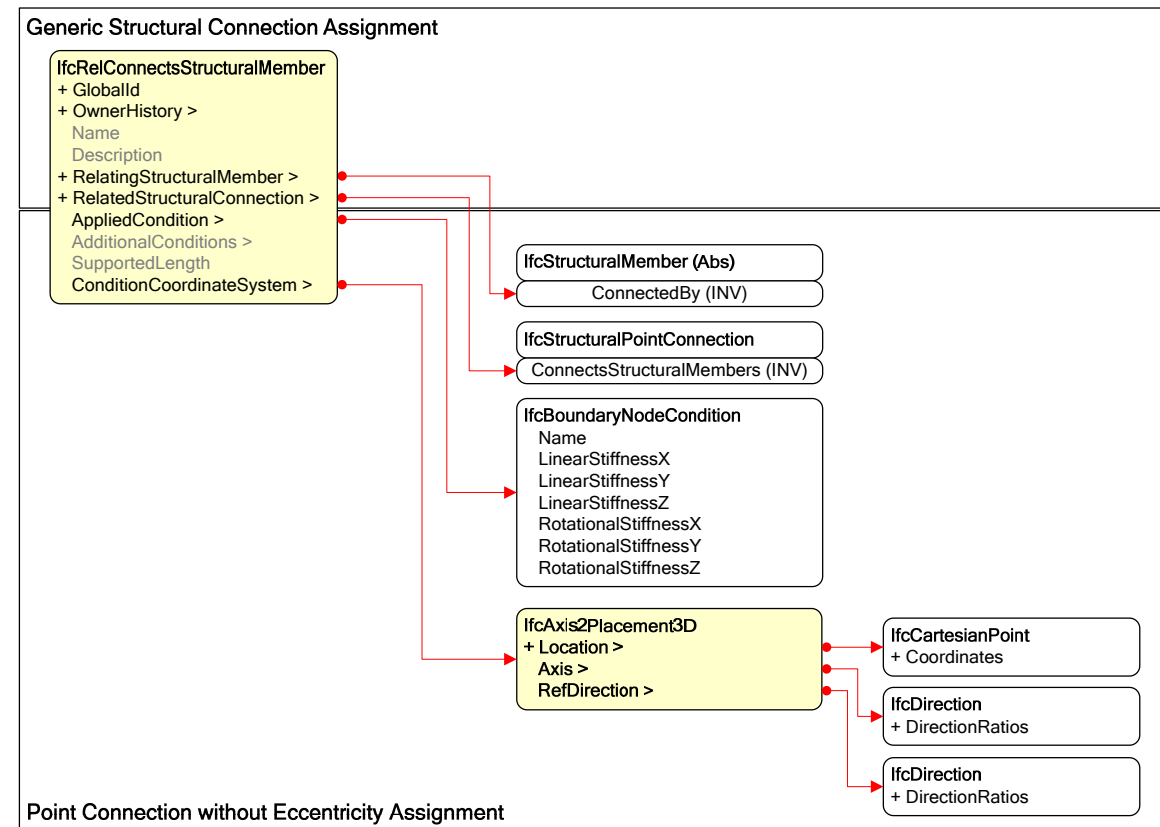 Generic Structural Connection Assignment
IfcRelConnectsStructuralMember
+ GlobalId
+ OwnerHistory >
Name
Description
+ RelatingStructuralMember >
+ RelatedStructuralConnection >
AppliedCondition >
AdditionalConditions >
SupportedLength
ConditionCoordinateSystem >
IfcStructuralMember (Abs)
ConnectedBy (INV)
IfcStructuralPointConnection
ConnectsStructuralMembers (INV)
IfcBoundaryNodeCondition
Name
LinearStiffnessX
LinearStiffnessY
LinearStiffnessZ
RotationalStiffnessX
RotationalStiffnessY
RotationalStiffnessZ
IfcAxis2Placement3D
+ Location >
Axis >
RefDirection >
IfcCartesianPoint
+ Coordinates
IfcDirection
+ DirectionRatios
IfcDirection
+ DirectionRatios
Point Connection without Eccentricity Assignment